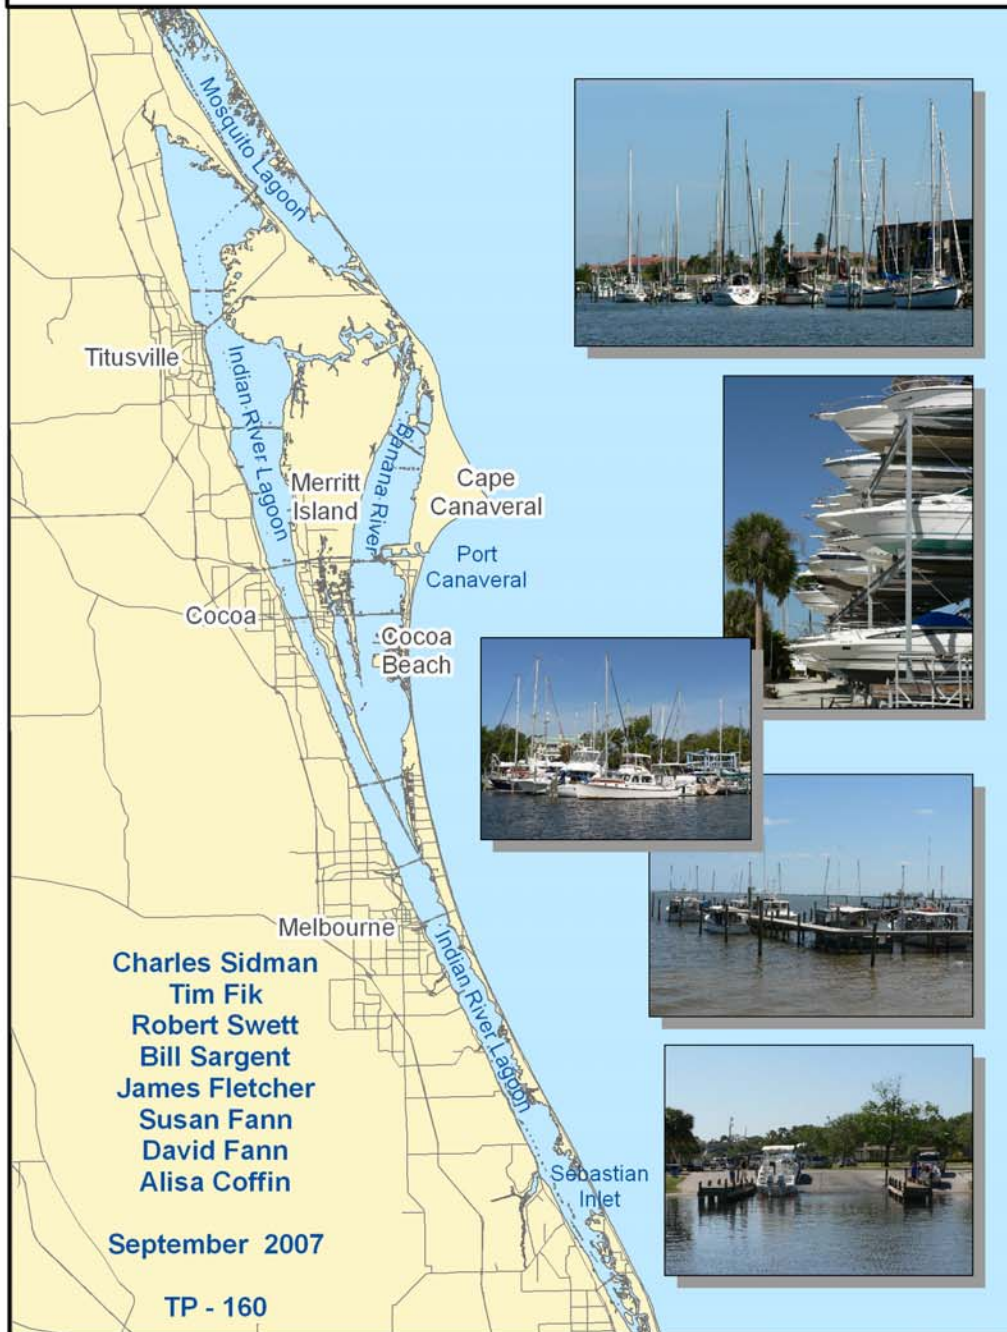 Mosquito Lagoon
Titusville
Indian River Lagoon
Banana River
Merritt
Island
Cape
Canaveral
Port
Canaveral
Cocoa
Cocoa
Beach
Melbourne
Indian River Lagoon
Sebastian
Inlet
Charles Sidman
Tim Fik
Robert Swett
Bill Sargent
James Fletcher
Susan Fann
David Fann
Alisa Coffin
September 2007
TP - 160